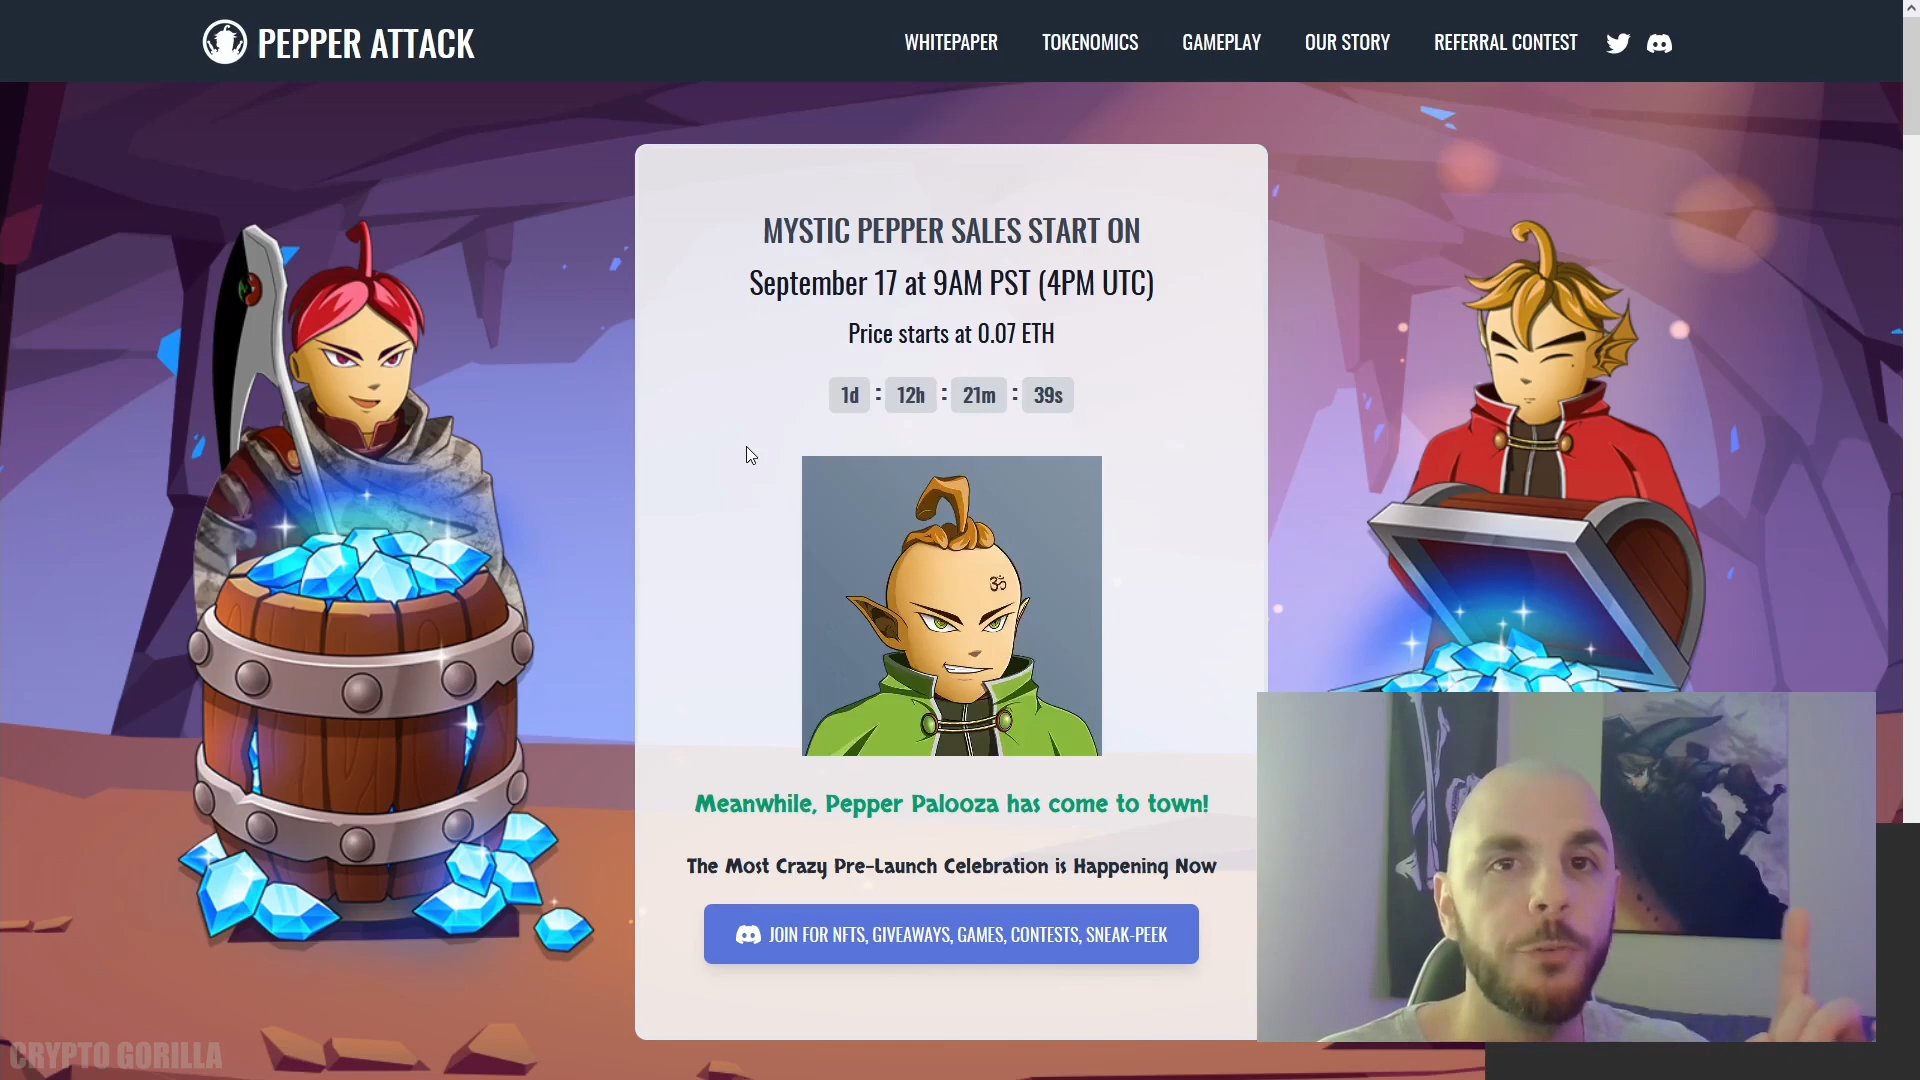 PEPPER ATTACK
WHITEPAPER
TOKENOMICS
GAMEPLAY
OUR STORY
REFERRAL CONTEST
MYSTIC PEPPER SALES START ON
September 17 at 9AM PST (4PM UTC)
Price starts at 0.07 ETH
1d : 12h : 21m : 39s
ॐ
Meanwhile, Pepper Palooza has come to town!
The Most Crazy Pre-Launch Celebration is Happening Now
JOIN FOR NFTS, GIVEAWAYS, GAMES, CONTESTS, SNEAK-PEEK
CRYPTO GORILLA